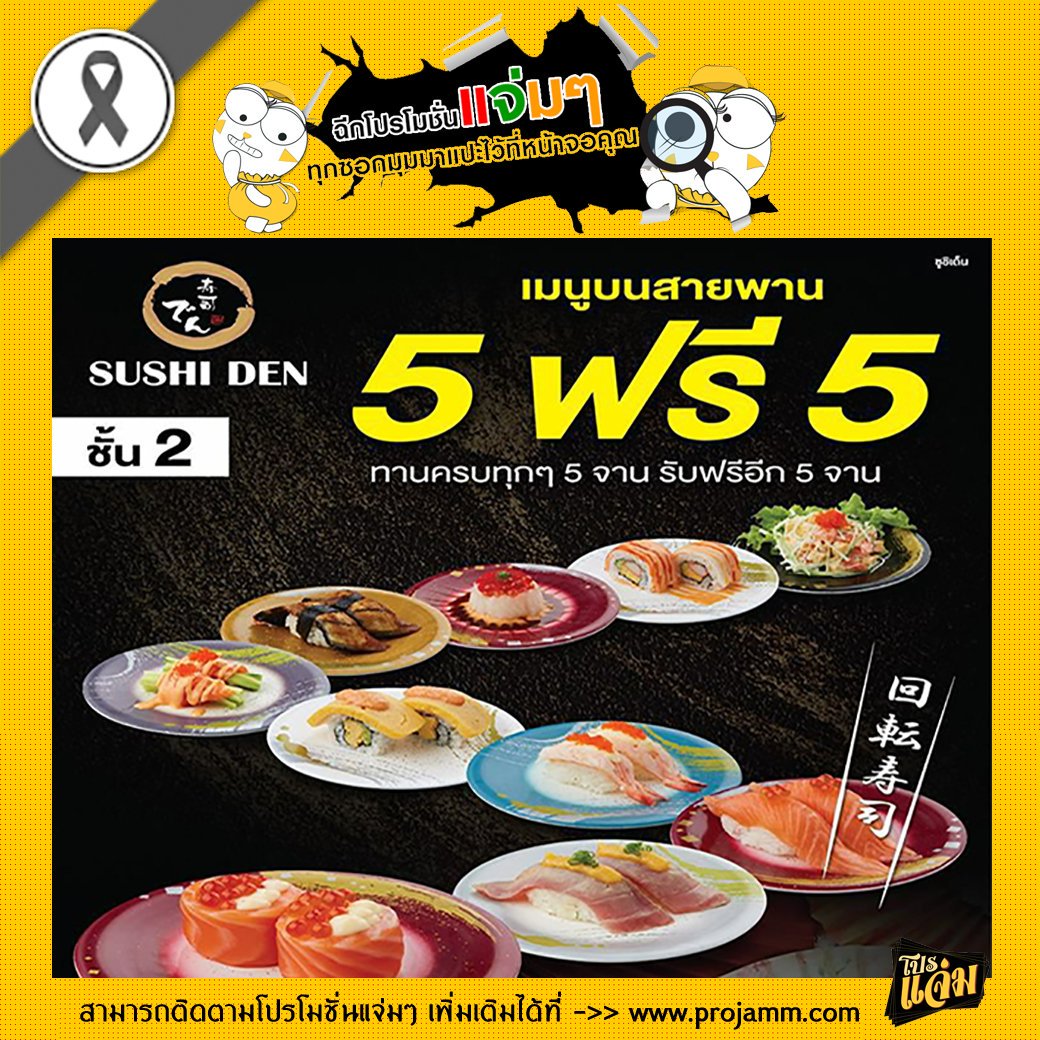 ฉีกโปรโมชั่นแจ่มๆ
ทุกซอกมุมมาแปะไว้ที่หน้าจอคุณ
ซูชิเด็น
寿司
でん
SUSHI DEN
ชั้น 2
เมนูบนสายพาน
5 ฟรี 5
ทานครบทุกๆ 5 จาน รับฟรีอีก 5 จาน
回転寿司
โปร
แจ่ม
สามารถติดตามโปรโมชั่นแจ่มๆ เพิ่มเติมได้ที่ ->> www.projamm.com